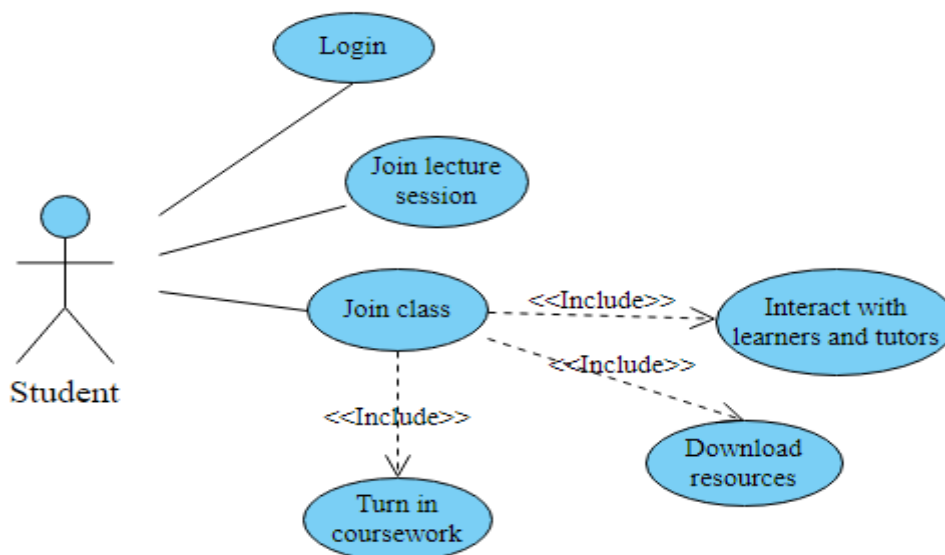 Login
Join lecture
session
Join class
<<Include>>
Interact with
learners and tutors
<<Include>>
Student
<<Include>>
Download
resources
Turn in
coursework